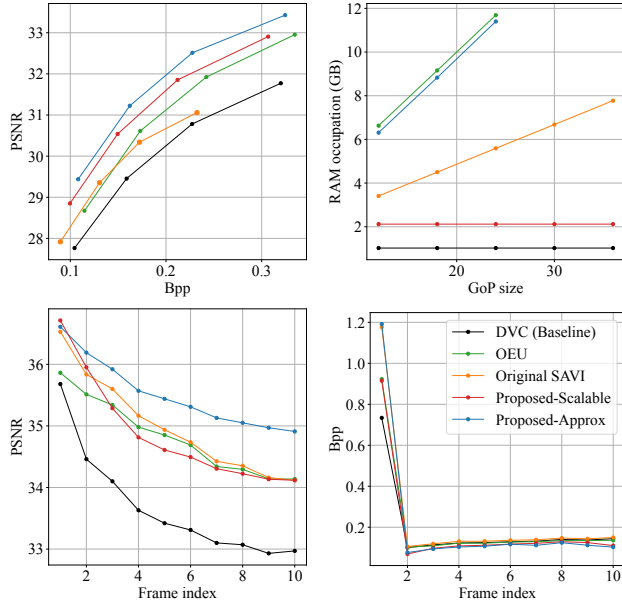 33
32
31
30
29
28
PSNR
0.1
0.2
0.3
Bpp
12
10
8
6
4
2
RAM occupation (GB)
20
30
GoP size
36
35
34
33
PSNR
2
4
6
8
10
Frame index
1.2
1.0
0.8
0.6
0.4
0.2
Bpp
DVC (Baseline)
OEU
Original SAVI
Proposed-Scalable
Proposed-Approx
2
4
6
8
10
Frame index